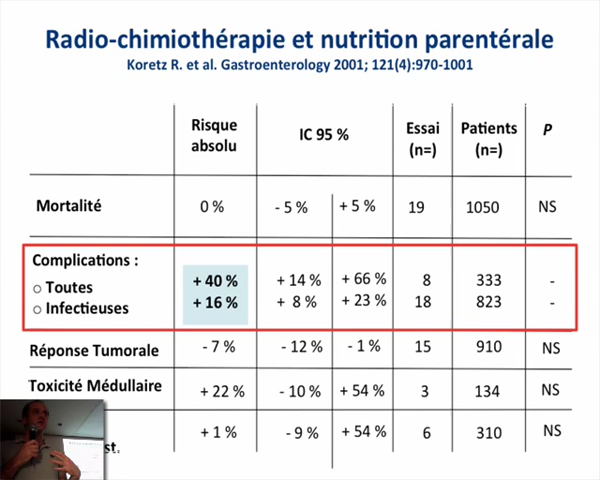 Radio-chimiothérapie et nutrition parentérale
Koretz R. et al. Gastroenterology 2001; 121(4):970-1001
Risque absolu IC 95 % Essai (n=) Patients (n=) P
Mortalité 0 % - 5 % + 5 % 19 1050 NS
Complications :
○ Toutes + 40 % + 14 % + 66 % 8 333 -
○ Infectieuses + 16 % + 8 % + 23 % 18 823 -
Réponse Tumorale - 7 % - 12 % - 1 % 15 910 NS
Toxicité Médullaire + 22 % - 10 % + 54 % 3 134 NS
st. + 1 % - 9 % + 54 % 6 310 NS